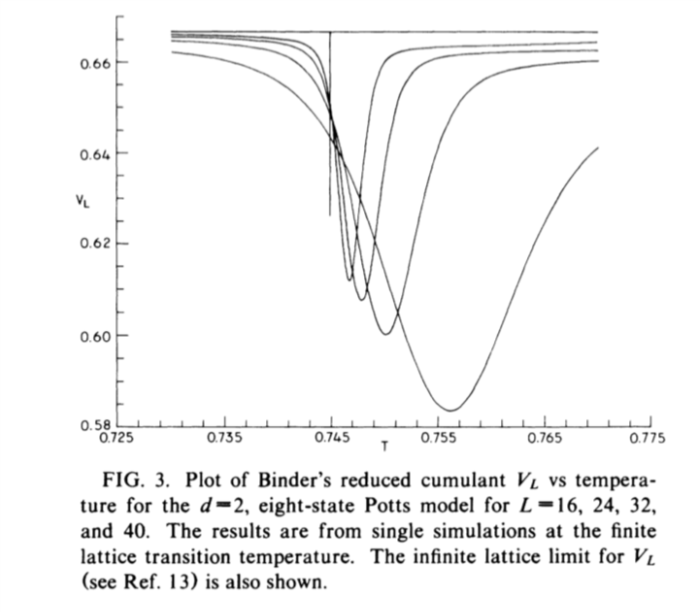 0.66
0.64
V_L
0.62
0.60
0.58
0.725 0.735 0.745 0.755 0.765 0.775
T
FIG. 3. Plot of Binder's reduced cumulant V_L vs tempera-
ture for the d=2, eight-state Potts model for L=16, 24, 32,
and 40. The results are from single simulations at the finite
lattice transition temperature. The infinite lattice limit for V_L
(see Ref. 13) is also shown.